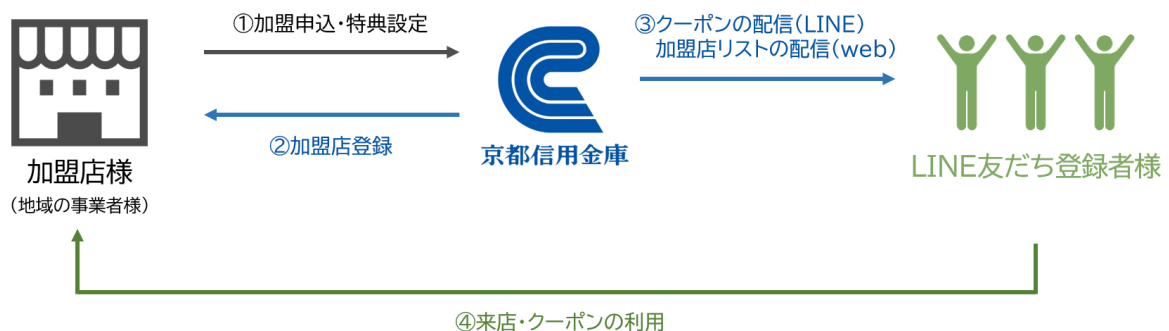 ①加盟申込・特典設定
②加盟店登録
加盟店様
(地域の事業者様)
京都信用金庫
③クーポンの配信(LINE)
加盟店リストの配信(web)
LINE友だち登録者様
④来店・クーポンの利用